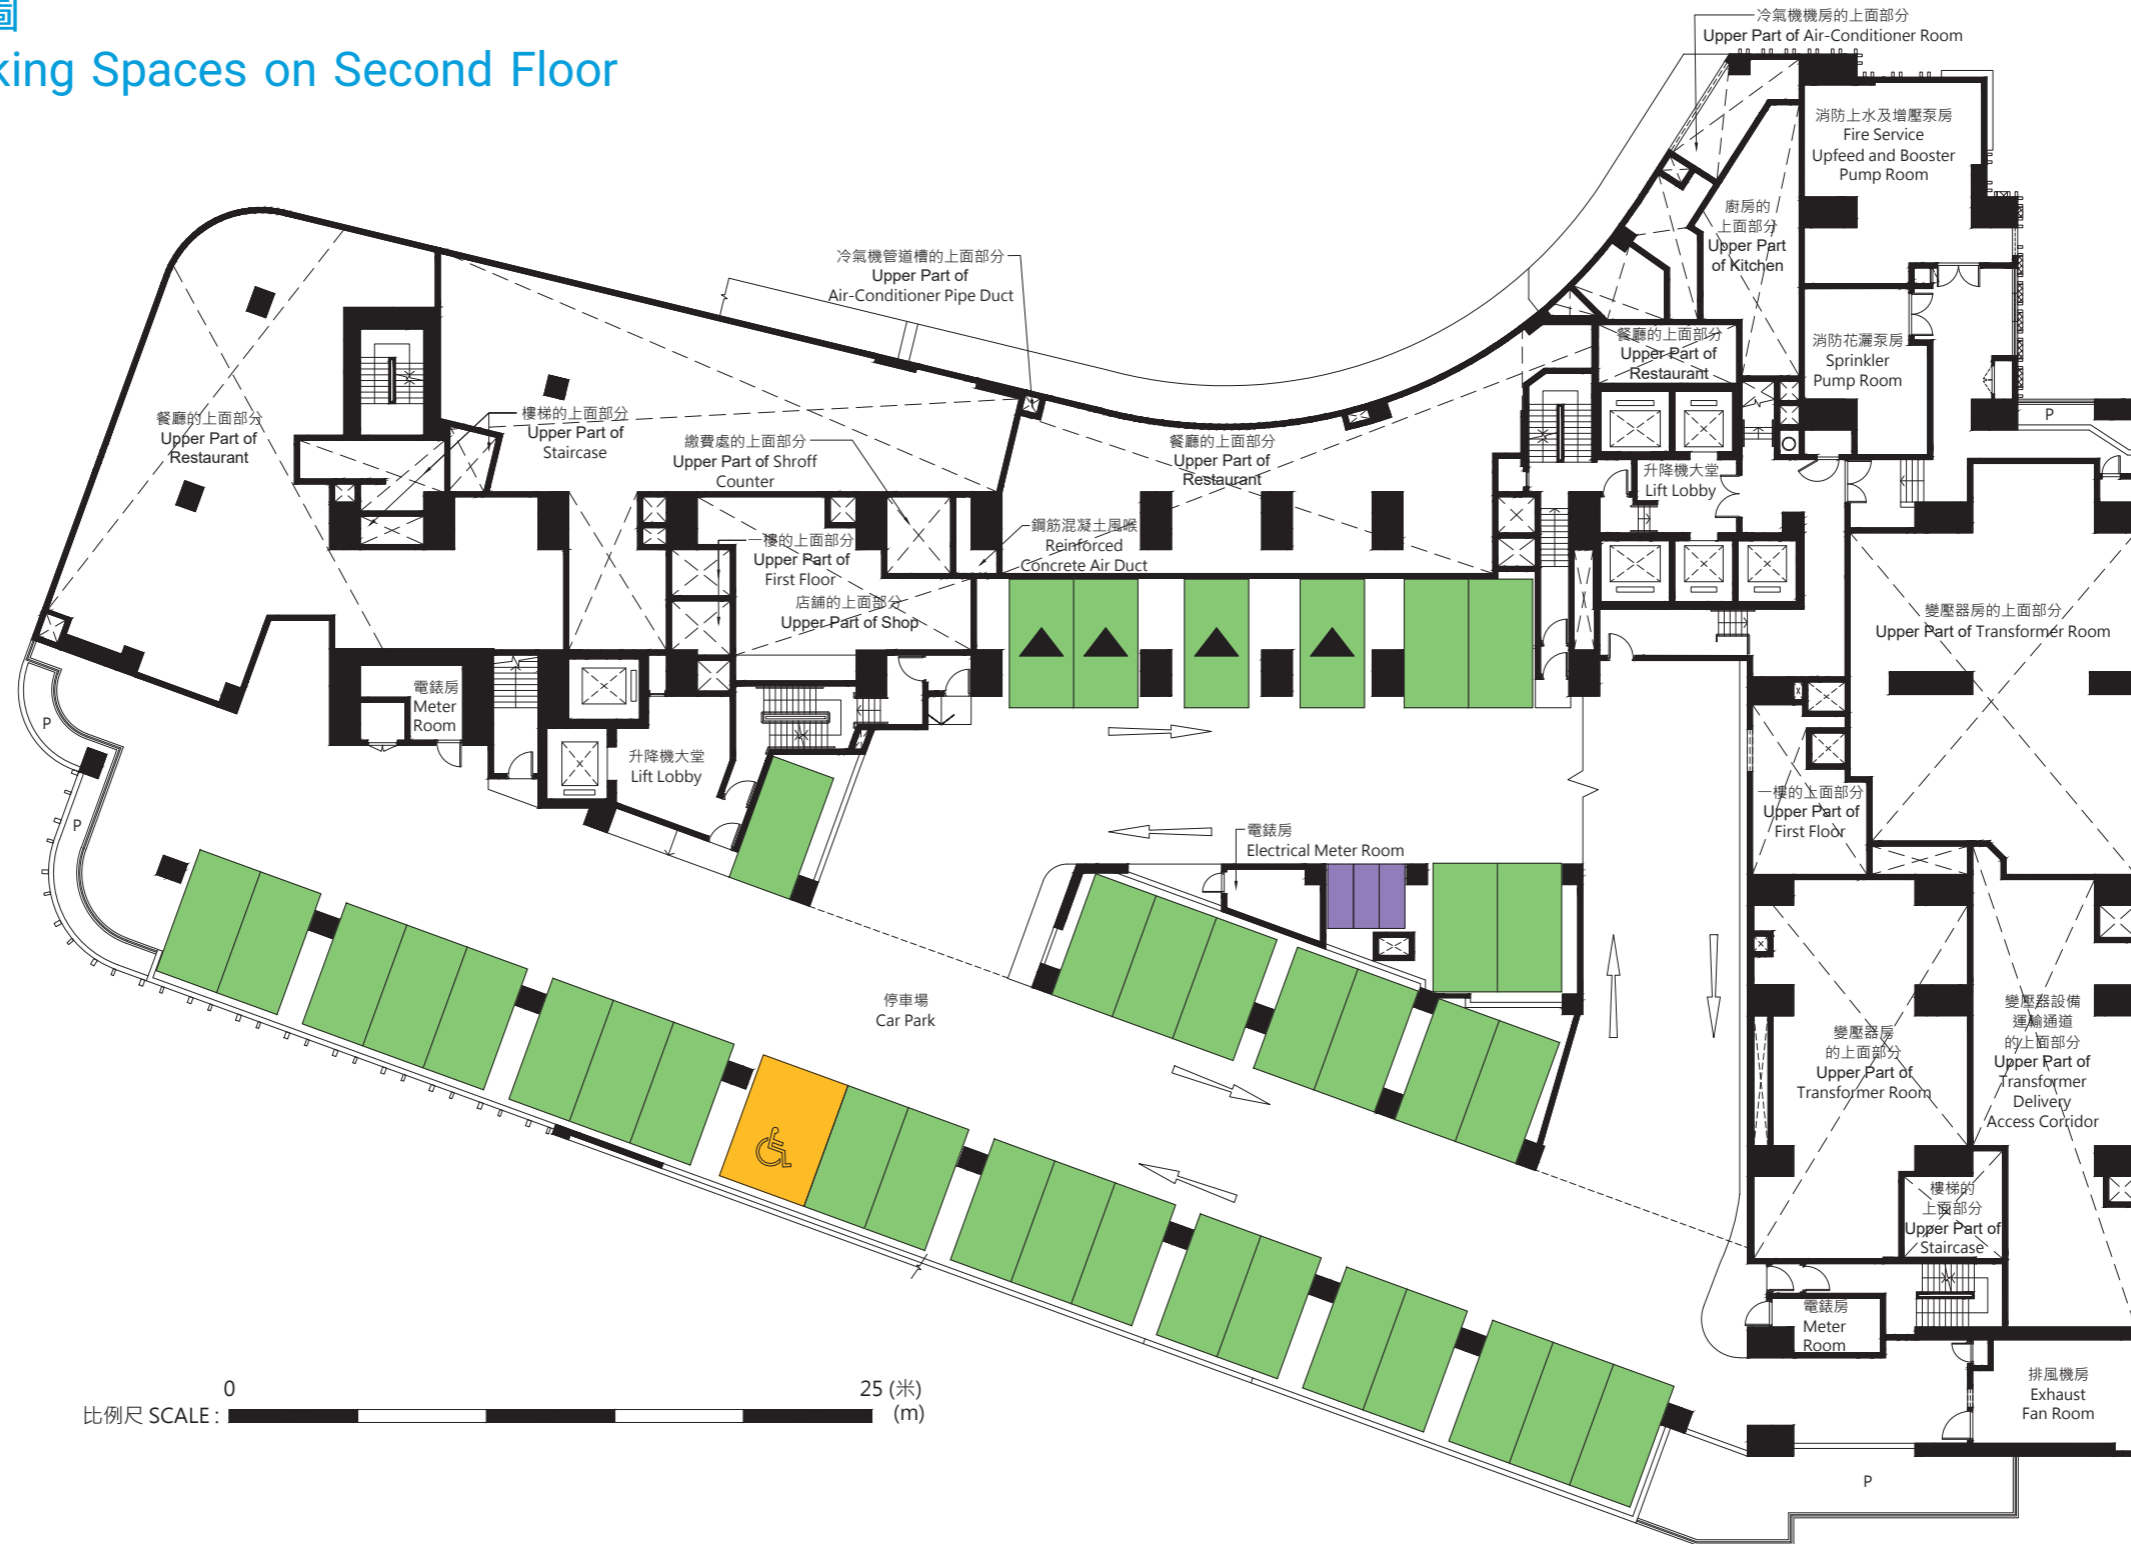 圖
king Spaces on Second Floor
冷氣機機房的上面部分
Upper Part of Air-Conditioner Room
消防上水及增壓泵房
Fire Service
Upfeed and Booster
Pump Room
廚房的
上面部分
Upper Part
of Kitchen
冷氣機管道槽的上面部分
Upper Part of
Air-Conditioner Pipe Duct
餐廳的上面部分
Upper Part of
Restaurant
消防花灑泵房
Sprinkler
Pump Room
P
餐廳的上面部分
Upper Part of
Restaurant
樓梯的上面部分
Upper Part of
Staircase
繳費處的上面部分
Upper Part of Shroff
Counter
餐廳的上面部分
Upper Part of
Restaurant
升降機大堂
Lift Lobby
鋼筋混凝土風喉
Reinforced
Concrete Air Duct
一樓的上面部分
Upper Part of
First Floor
店舖的上面部分
Upper Part of Shop
變壓器房的上面部分
Upper Part of Transformer Room
電錶房
Meter
Room
P
升降機大堂
Lift Lobby
P
一樓的上面部分
Upper Part of
First Floor
電錶房
Electrical Meter Room
停車場
Car Park
變壓器房
的上面部分
Upper Part of
Transformer Room
變壓器設備
運輸通道
的上面部分
Upper Part of
Transformer
Delivery
Access Corridor
樓梯的
上面部分
Upper Part of
Staircase
電錶房
Meter
Room
排風機房
Exhaust
Fan Room
P
0
25 (米)
(m)
比例尺 SCALE :